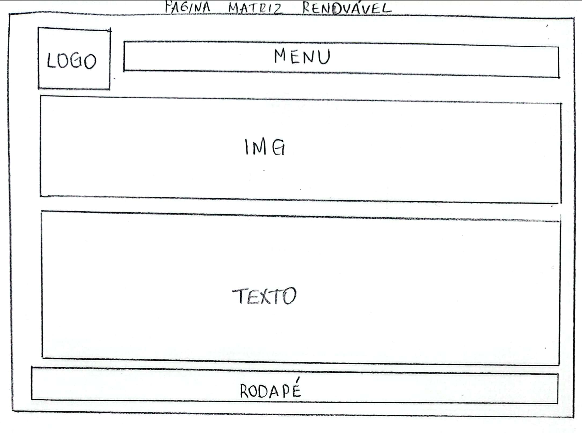 PÁGINA MATRIZ RENOVÁVEL
LOGO
MENU
IMG
TEXTO
RODAPÉ